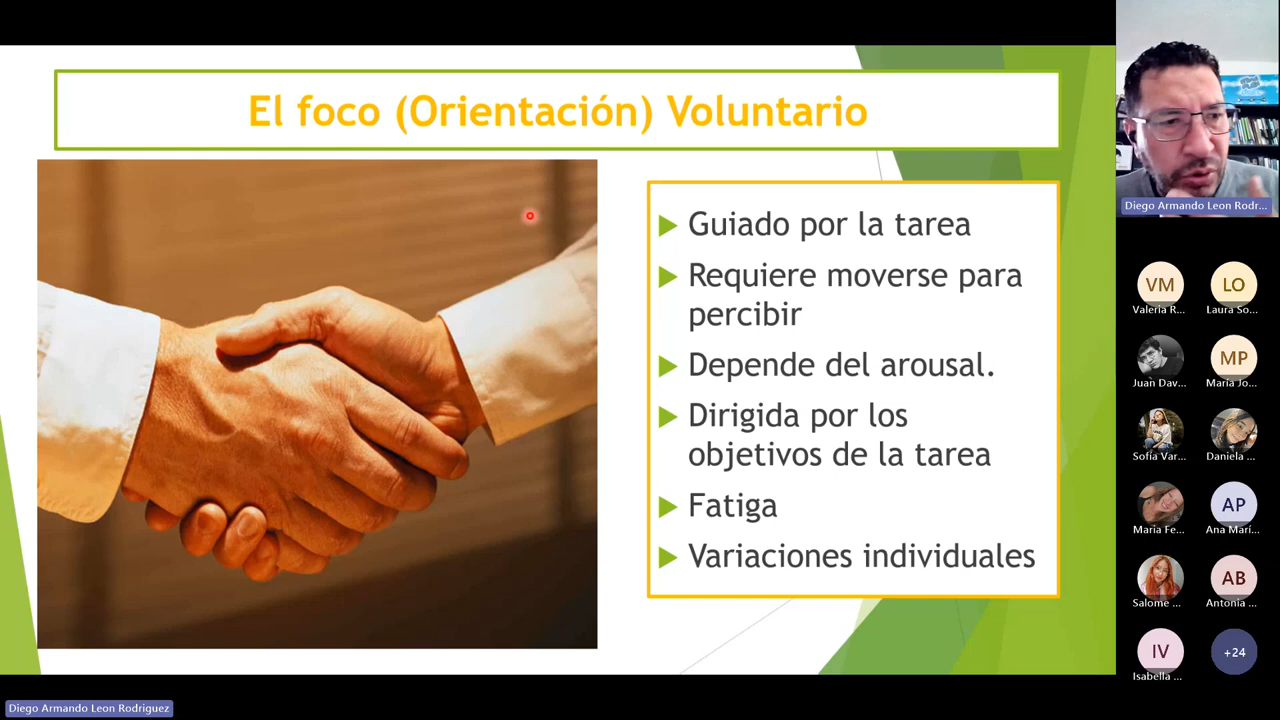 El foco (Orientación) Voluntario
Guiado por la tarea
Requiere moverse para
percibir
Depende del arousal.
Dirigida por los
objetivos de la tarea
Fatiga
Variaciones individuales
Diego Armando Leon Rodr...
VM
LO
Valeria R...
Laura So...
MP
Juan Dav...
María Jo...
Sofía Var...
Daniela ...
AP
Maria Fe...
Ana Marí...
AB
Salome ...
Antonia ...
IV
+24
Isabella ...
Diego Armando Leon Rodriguez